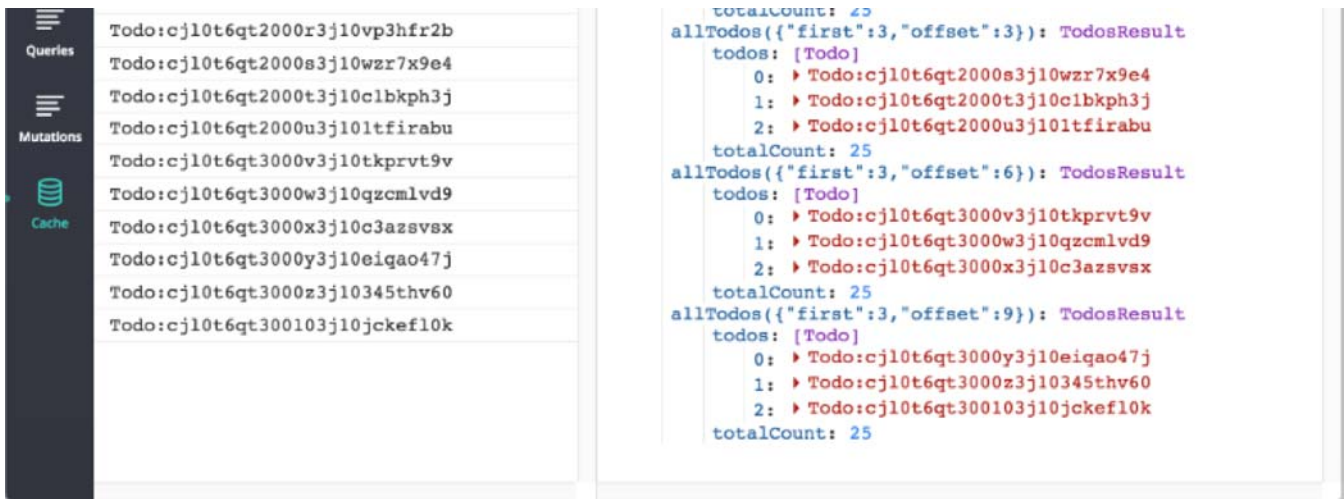 Queries
Mutations
Cache
Todo:cjl0t6qt2000r3j10vp3hfr2b
Todo:cjl0t6qt2000s3j10wzr7x9e4
Todo:cjl0t6qt2000t3j10clbkph3j
Todo:cjl0t6qt2000u3j10ltfirabu
Todo:cjl0t6qt3000v3j10tkprvt9v
Todo:cjl0t6qt3000w3j10qzcmlvd9
Todo:cjl0t6qt3000x3j10c3azsvsx
Todo:cjl0t6qt3000y3j10eiqao47j
Todo:cjl0t6qt3000z3j10345thv60
Todo:cjl0t6qt300103j10jckefl0k
totalCount: 25
allTodos({"first":3,"offset":3}): TodosResult
todos: [Todo]
0: Todo:cjl0t6qt2000s3j10wzr7x9e4
1: Todo:cjl0t6qt2000t3j10clbkph3j
2: Todo:cjl0t6qt2000u3j10ltfirabu
totalCount: 25
allTodos({"first":3,"offset":6}): TodosResult
todos: [Todo]
0: Todo:cjl0t6qt3000v3j10tkprvt9v
1: Todo:cjl0t6qt3000w3j10qzcmlvd9
2: Todo:cjl0t6qt3000x3j10c3azsvsx
totalCount: 25
allTodos({"first":3,"offset":9}): TodosResult
todos: [Todo]
0: Todo:cjl0t6qt3000y3j10eiqao47j
1: Todo:cjl0t6qt3000z3j10345thv60
2: Todo:cjl0t6qt300103j10jckefl0k
totalCount: 25